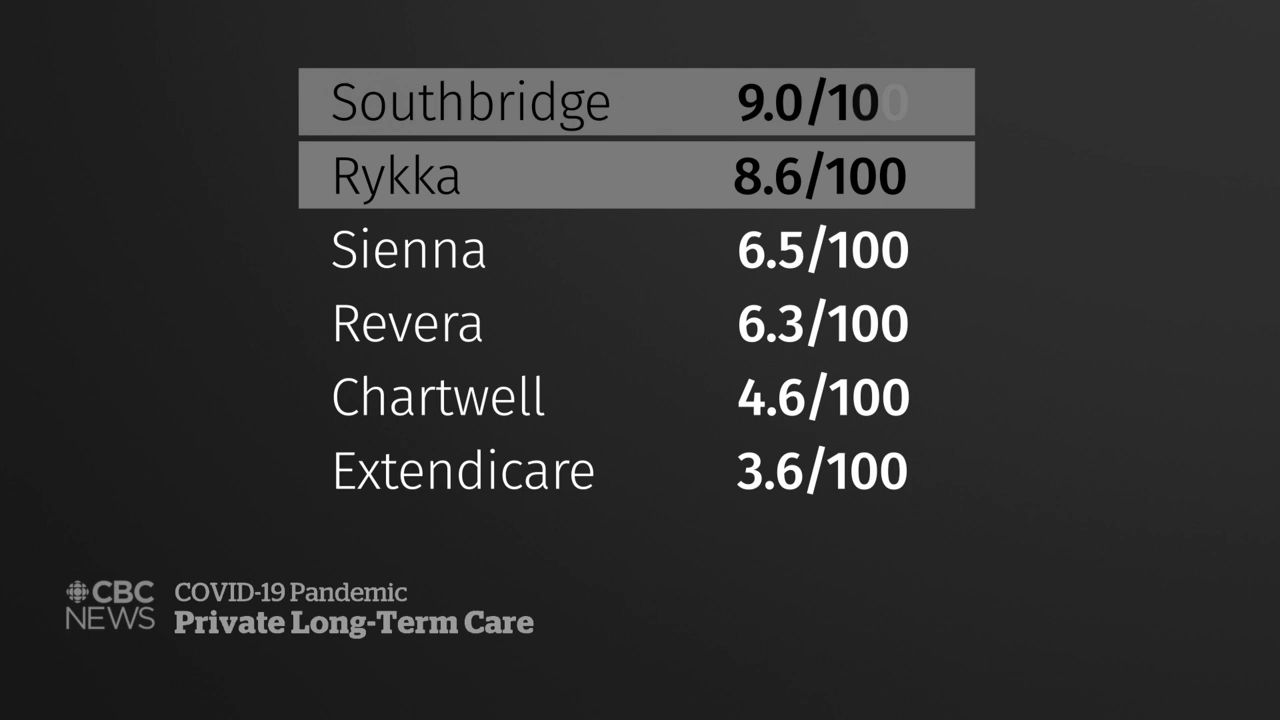 Southbridge 9.0/100
Rykka 8.6/100
Sienna 6.5/100
Revera 6.3/100
Chartwell 4.6/100
Extendicare 3.6/100
CBC NEWS
COVID-19 Pandemic
Private Long-Term Care